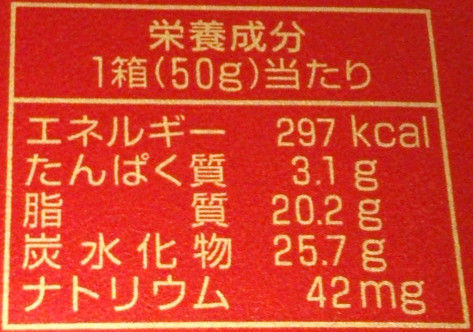 栄養成分
1箱(50g)当たり
エネルギー 297 kcal
たんぱく質 3.1 g
脂質 20.2 g
炭水化物 25.7 g
ナトリウム 42mg